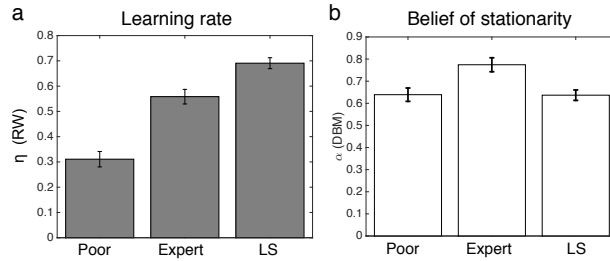 a
Learning rate
η (RW)
0.8
0.7
0.6
0.5
0.4
0.3
0.2
0.1
0
Poor
Expert
LS
b
Belief of stationarity
α (DBM)
0.9
0.8
0.7
0.6
0.5
0.4
0.3
0.2
0.1
0
Poor
Expert
LS